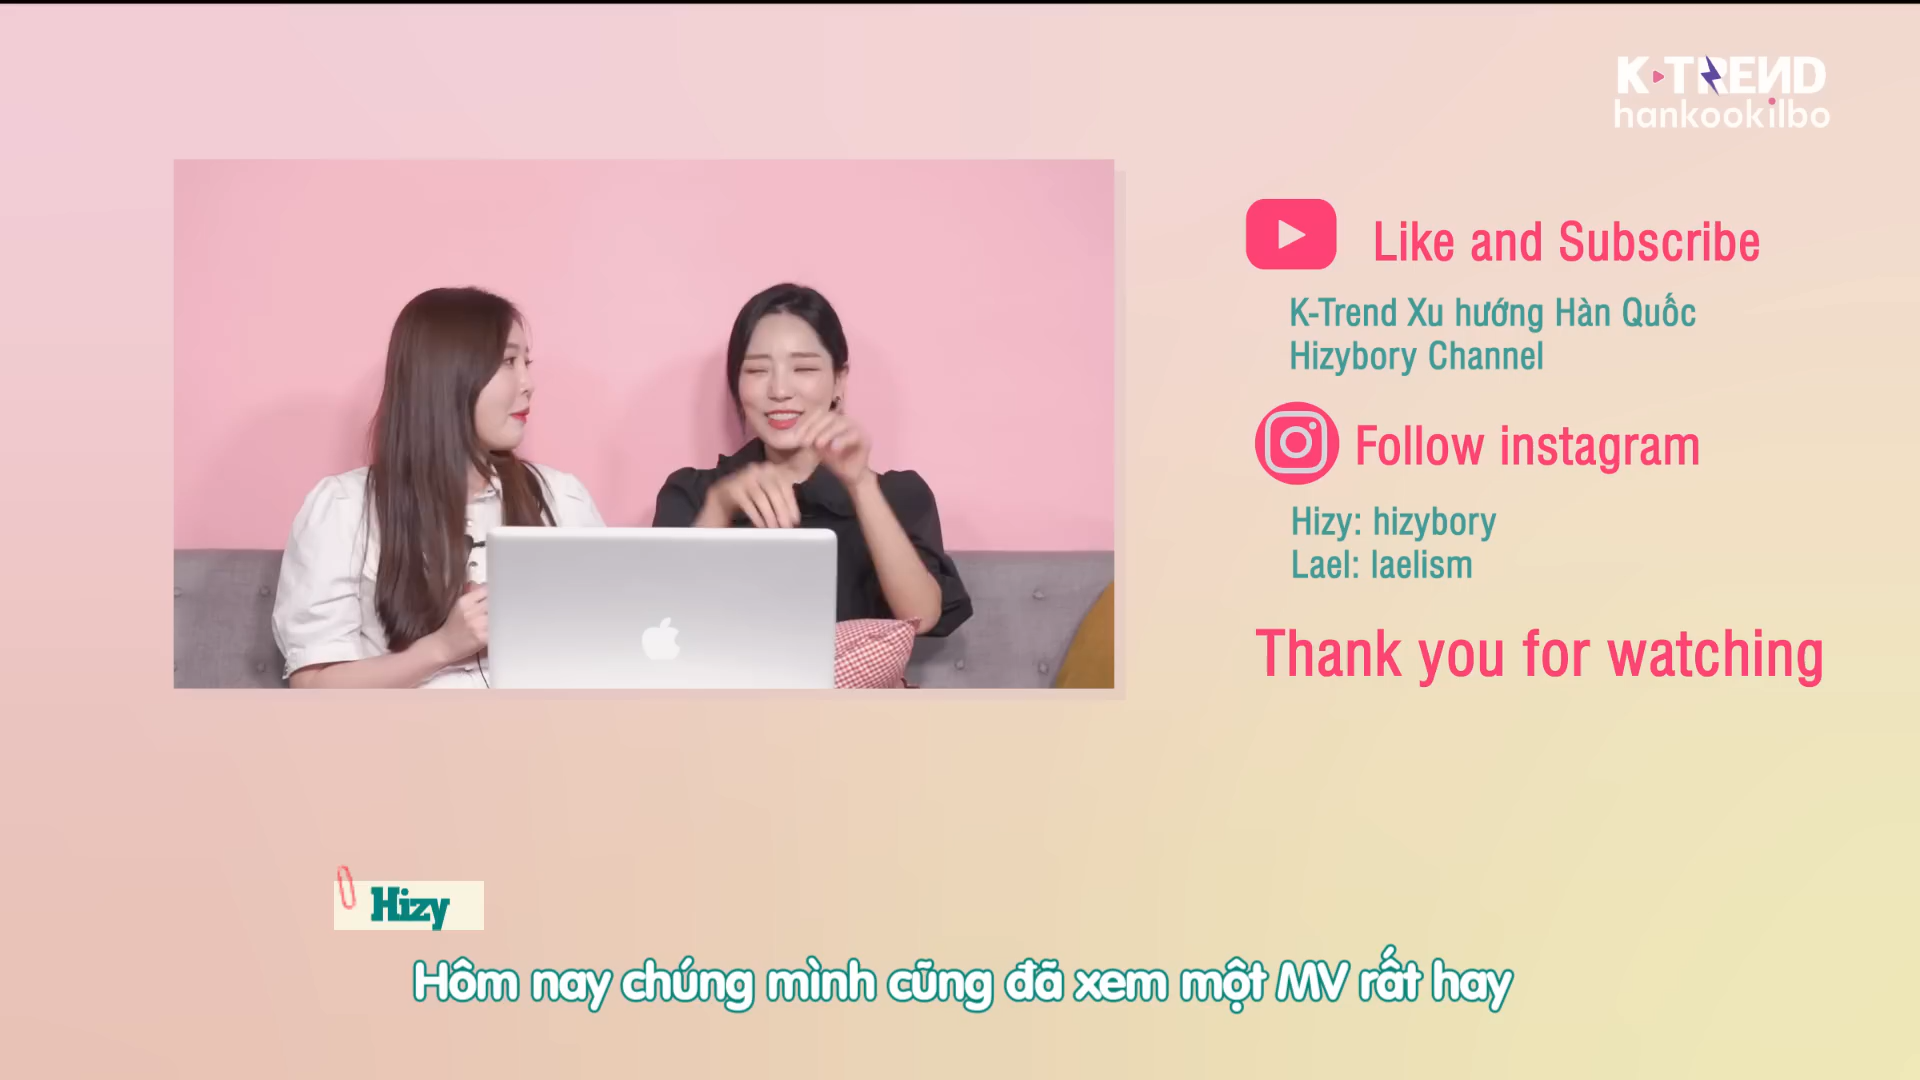 K-TREND
hankookilbo
Like and Subscribe
K-Trend Xu hướng Hàn Quốc
Hizybory Channel
Follow instagram
Hizy: hizybory
Lael: laelism
Thank you for watching
Hizy
Hôm nay chúng mình cũng đã xem một MV rất hay